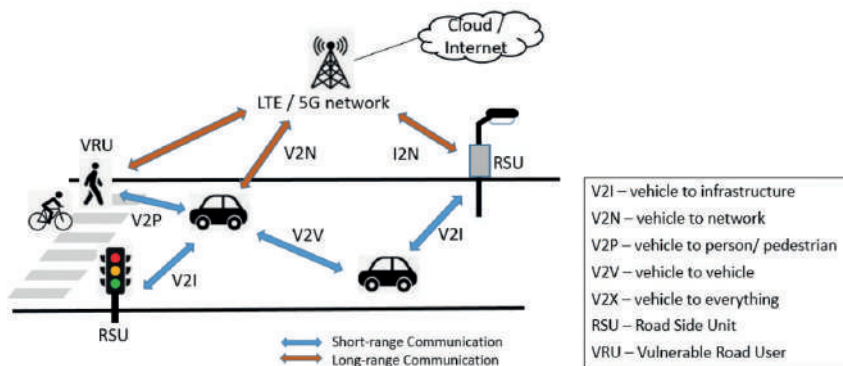 Cloud /
Internet
LTE / 5G network
VRU
V2N
I2N
RSU
V2P
V2V
V2I
V2I
RSU
Short-range Communication
Long-range Communication
V2I – vehicle to infrastructure
V2N – vehicle to network
V2P – vehicle to person/ pedestrian
V2V – vehicle to vehicle
V2X – vehicle to everything
RSU – Road Side Unit
VRU – Vulnerable Road User